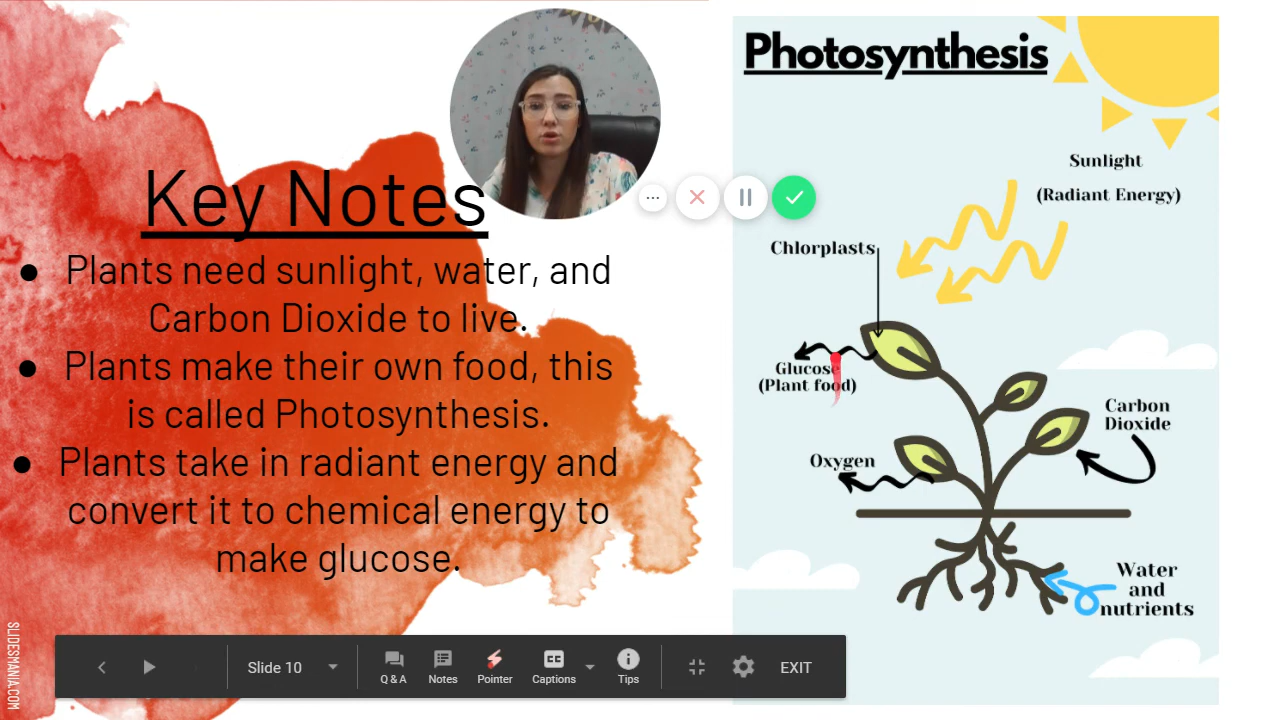 Key Notes
● Plants need sunlight, water, and
Carbon Dioxide to live.
● Plants make their own food, this
is called Photosynthesis.
● Plants take in radiant energy and
convert it to chemical energy to
make glucose.
SLIDESMANIA.COM
Photosynthesis
Sunlight
(Radiant Energy)
Chlorplasts
Glucose
(Plant food)
Carbon
Dioxide
Oxygen
Water
and
nutrients
Slide 10
Q & A
Notes
Pointer
CC
Captions
Tips
EXIT